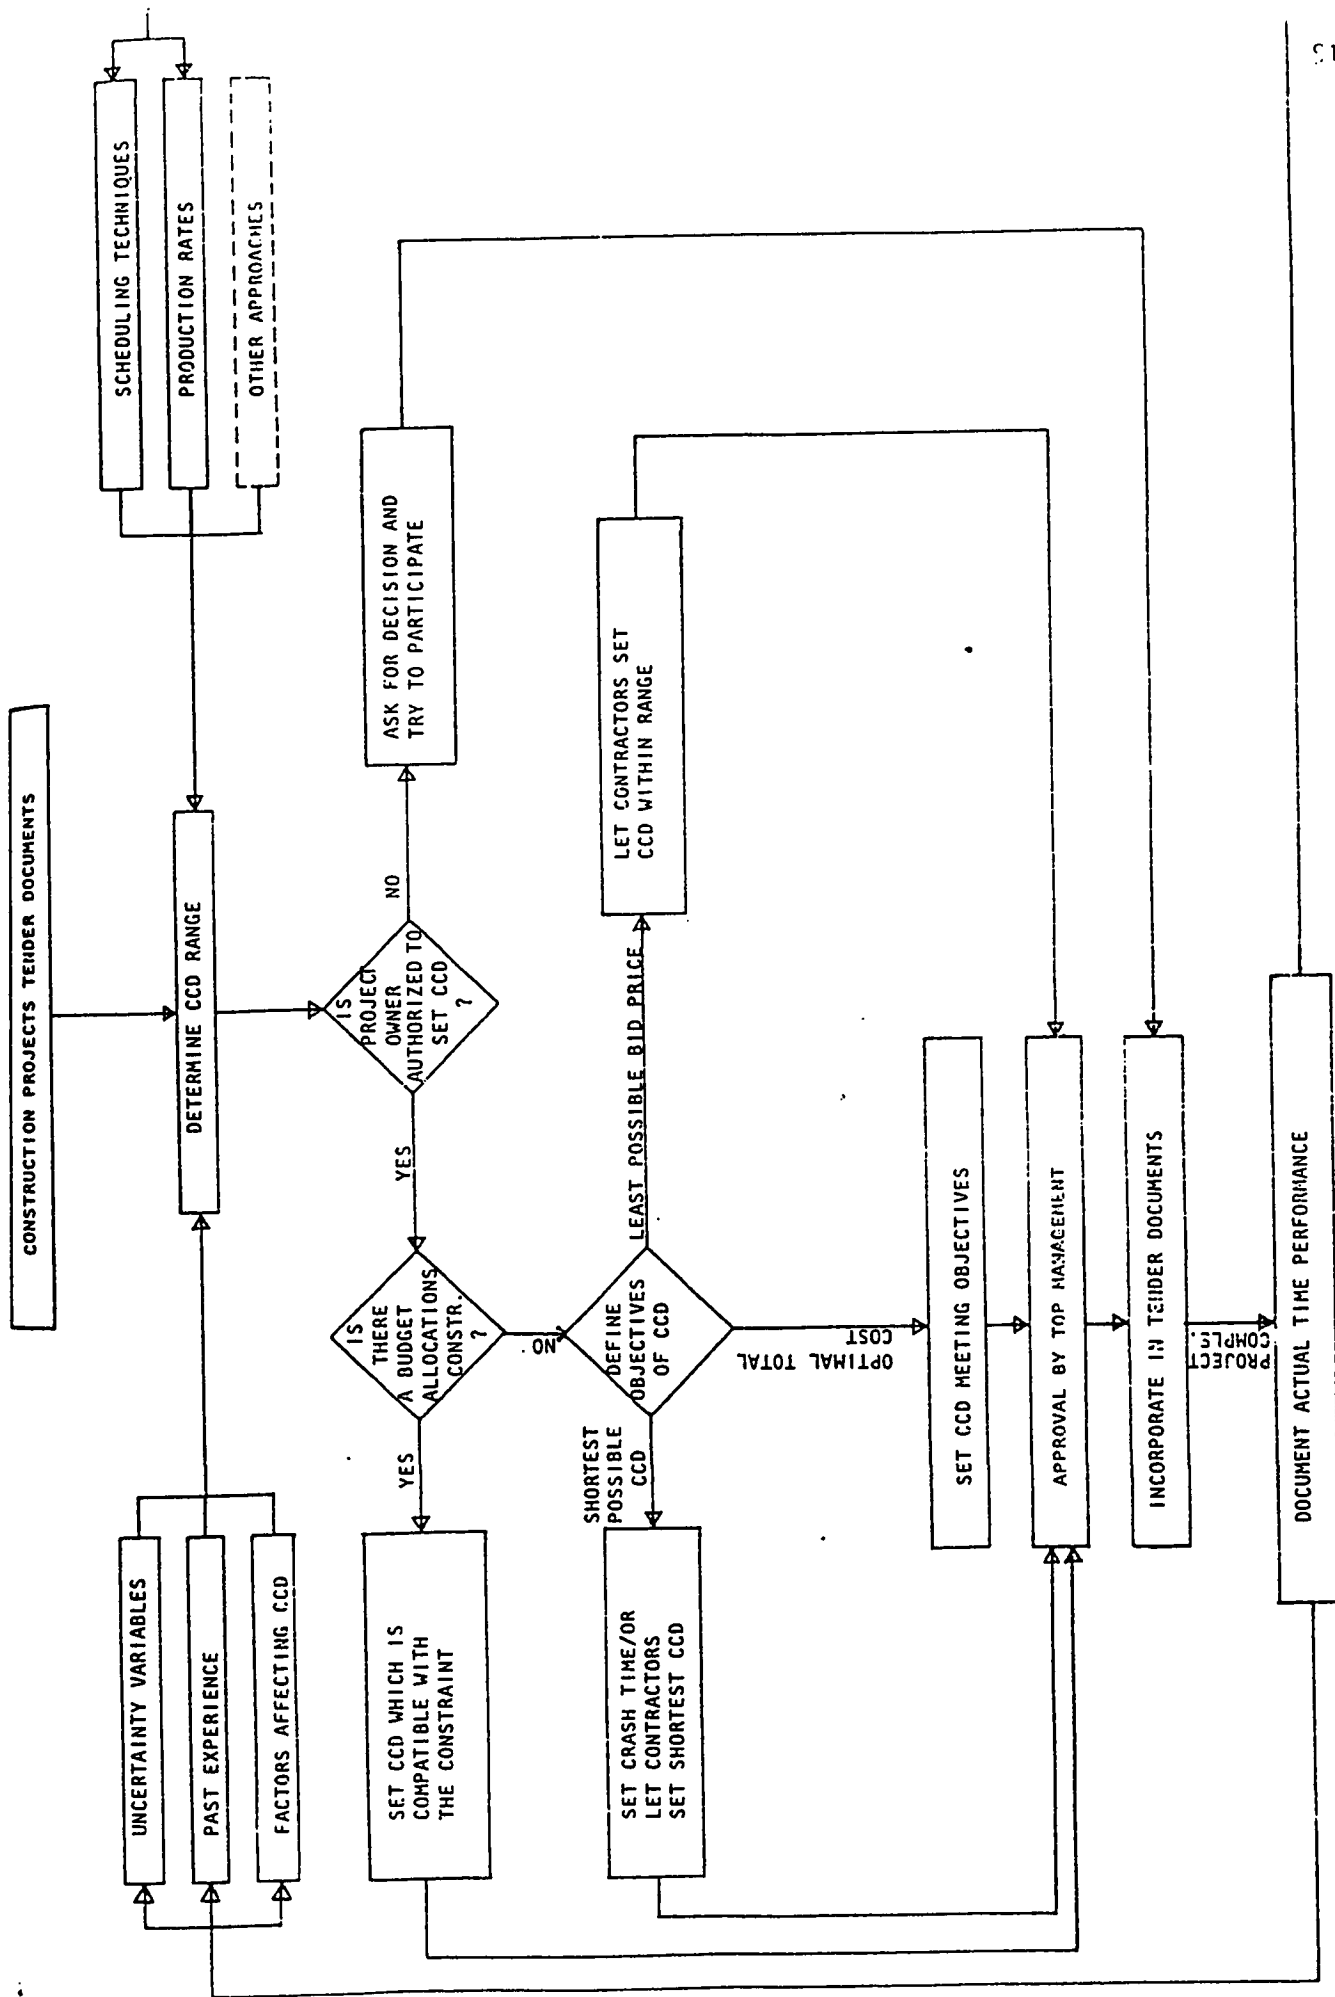 CONSTRUCTION PROJECTS TENDER DOCUMENTS
UNCERTAINTY VARIABLES
PAST EXPERIENCE
FACTORS AFFECTING CCD
DETERMINE CCD RANGE
SCHEDULING TECHNIQUES
PRODUCTION RATES
OTHER APPROACHES
IS
PROJECT
OWNER
AUTHORIZED TO
SET CCD
?
YES
NO
ASK FOR DECISION AND
TRY TO PARTICIPATE
IS
THERE
A BUDGET
ALLOCATIONS
CONSTR.
?
YES
NO
SET CCD WHICH IS
COMPATIBLE WITH
THE CONSTRAINT
DEFINE
OBJECTIVES
OF CCD
SHORTEST
POSSIBLE
CCD
LEAST POSSIBLE BID PRICE
OPTIMAL TOTAL
COST
SET CRASH TIME/OR
LET CONTRACTORS
SET SHORTEST CCD
LET CONTRACTORS SET
CCD WITHIN RANGE
SET CCD MEETING OBJECTIVES
APPROVAL BY TOP MANAGEMENT
INCORPORATE IN TENDER DOCUMENTS
PROJECT
COMPLS.
DOCUMENT ACTUAL TIME PERFORMANCE